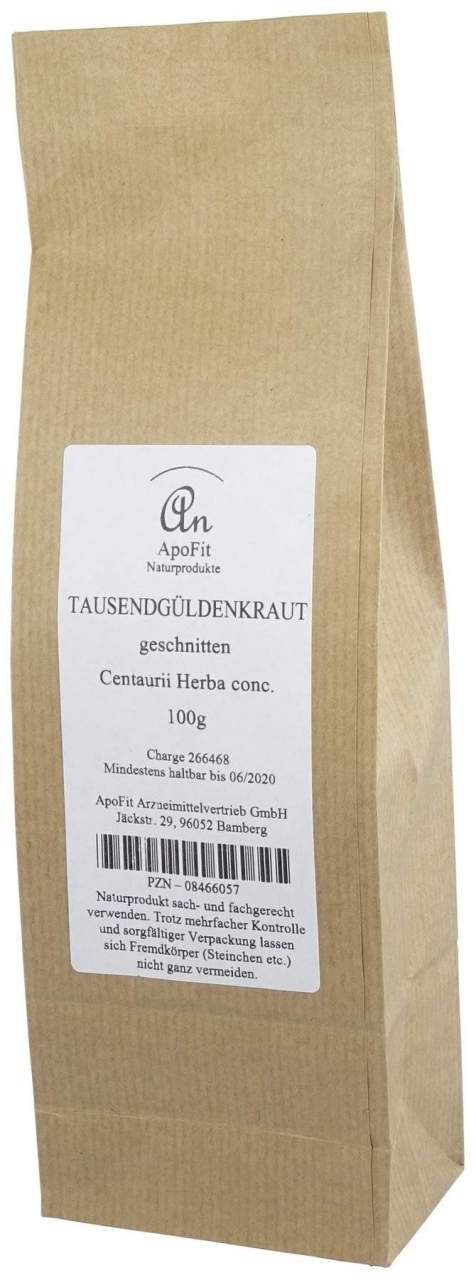 An
ApoFit
Naturprodukte
TAUSENDGÜLDENKRAUT
geschnitten
Centaurii Herba conc.
100g
Charge 266468
Mindestens haltbar bis 06/2020
ApoFit Arzneimittelvertrieb GmbH
Jäckstr. 29, 96052 Bamberg
PZN – 08466057
Naturprodukt sach- und fachgerecht
verwenden. Trotz mehrfacher Kontrolle
und sorgfältiger Verpackung lassen
sich Fremdkörper (Steinchen etc.)
nicht ganz vermeiden.